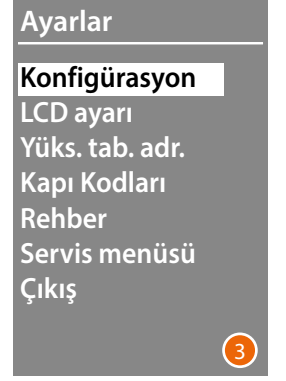 Ayarlar
Konfigürasyon
LCD ayarı
Yüks. tab. adr.
Kapı Kodları
Rehber
Servis menüsü
Çıkış
3